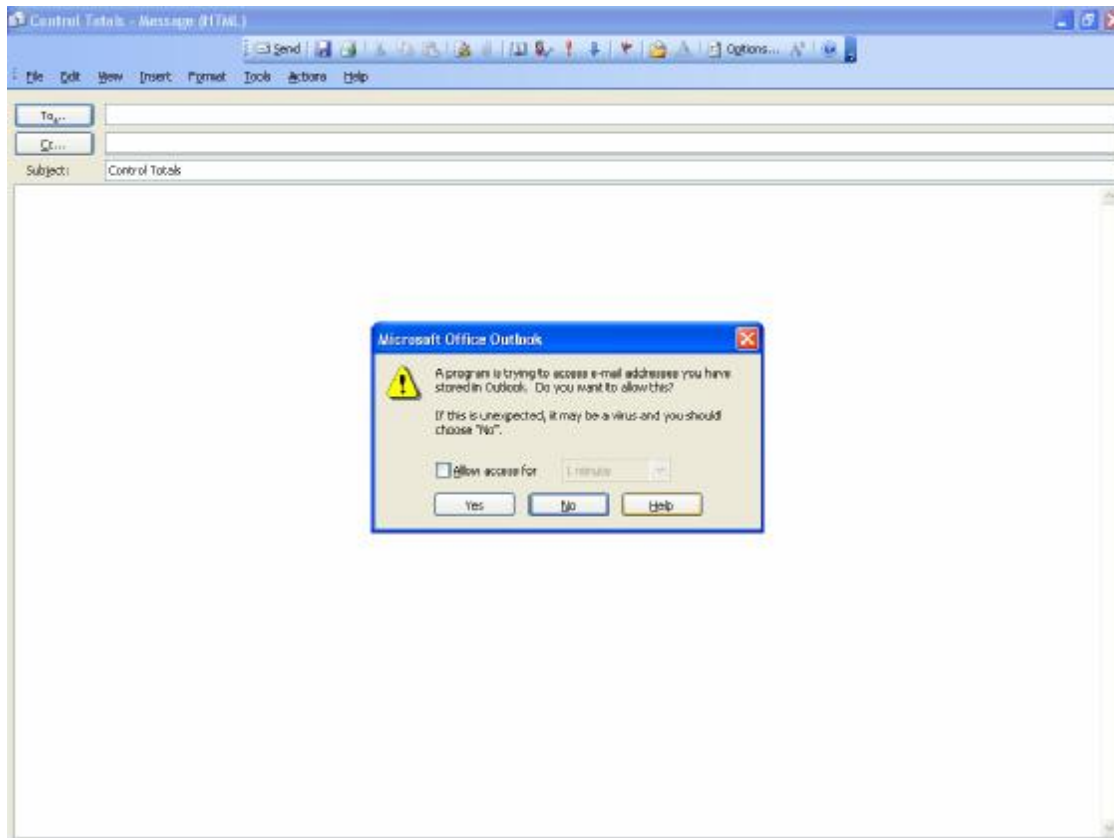 Control Totals - Message (HTML)
Send Options...
File Edit View Insert Format Tools Actions Help
To...
Cc...
Subject: Control Totals
Microsoft Office Outlook
A program is trying to access e-mail addresses you have
stored in Outlook. Do you want to allow this?
If this is unexpected, it may be a virus and you should
choose "No".
Allow access for 1 minute
Yes No Help